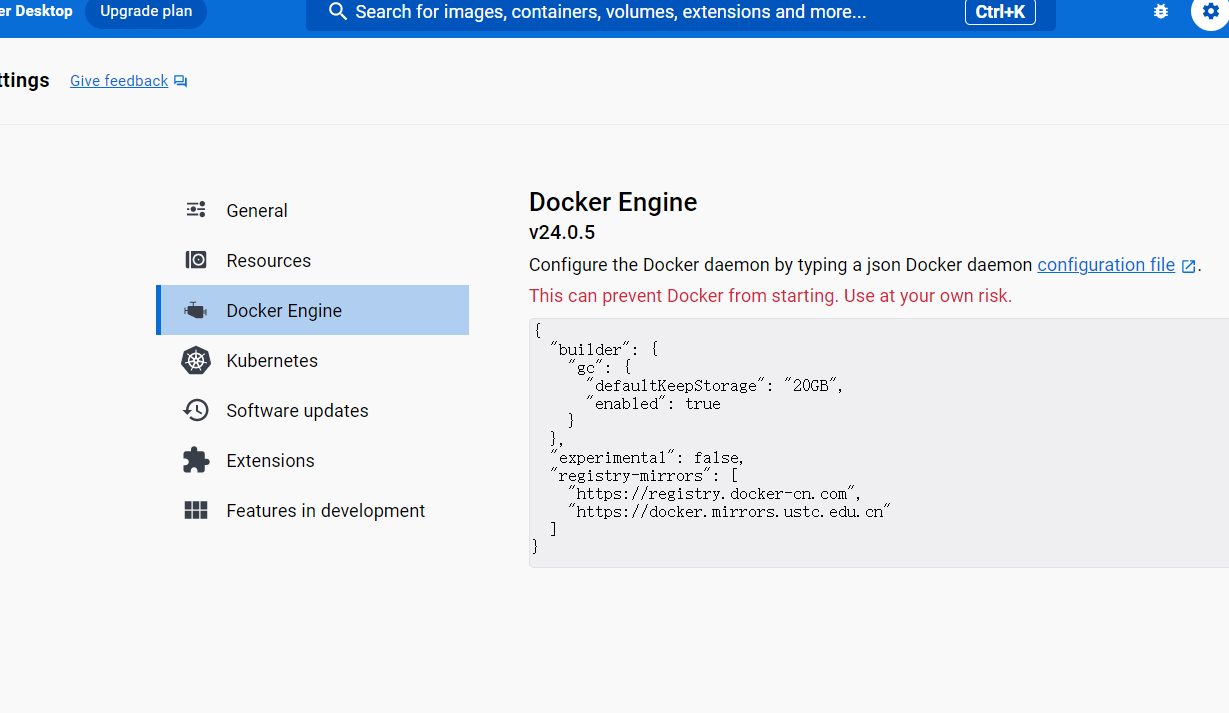 er Desktop
Upgrade plan
Search for images, containers, volumes, extensions and more...
Ctrl+K
ttings
Give feedback
General
Resources
Docker Engine
Kubernetes
Software updates
Extensions
Features in development
Docker Engine
v24.0.5
Configure the Docker daemon by typing a json Docker daemon configuration file.
This can prevent Docker from starting. Use at your own risk.
{
  "builder": {
    "gc": {
      "defaultKeepStorage": "20GB",
      "enabled": true
    }
  },
  "experimental": false,
  "registry-mirrors": [
    "https://registry.docker-cn.com",
    "https://docker.mirrors.ustc.edu.cn"
  ]
}